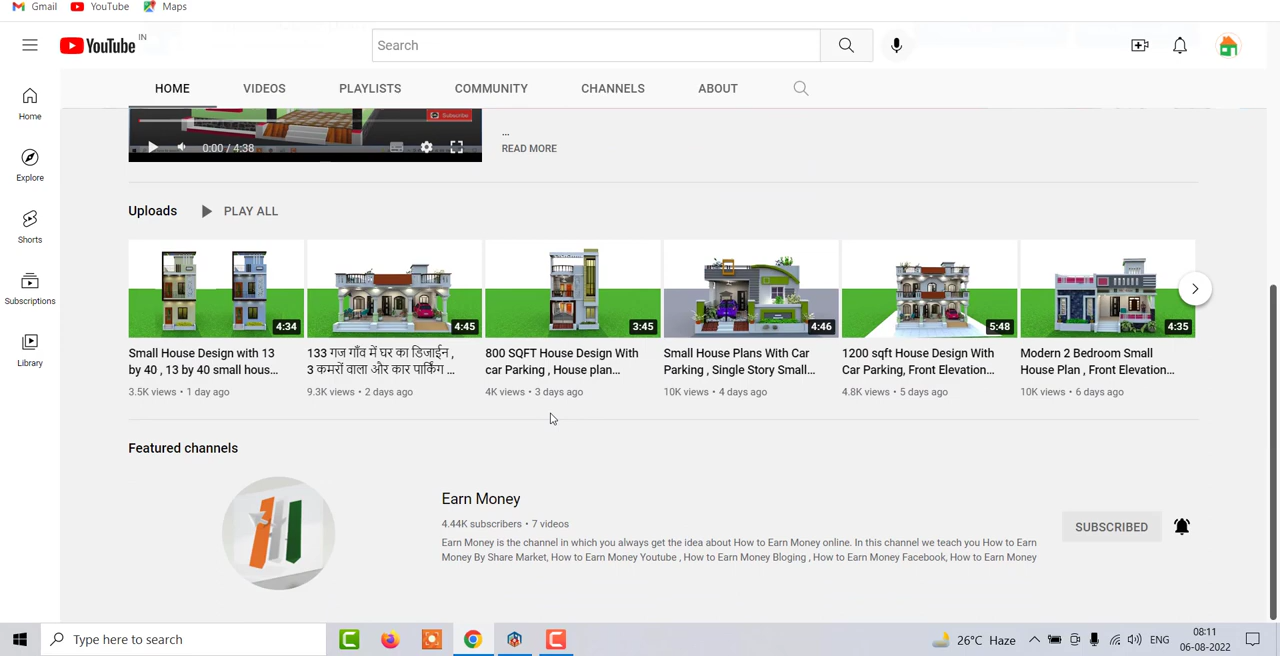 Gmail YouTube Maps
YouTube IN
Search
HOME VIDEOS PLAYLISTS COMMUNITY CHANNELS ABOUT
Home
Explore
Shorts
Subscriptions
Library
Subscribe
0:00 / 4:38
...
READ MORE
Uploads PLAY ALL
4:34 4:45 3:45 4:46 5:48 4:35
Small House Design with 13
by 40 , 13 by 40 small hous...
3.5K views • 1 day ago
133 गज गाँव में घर का डिजाईन ,
3 कमरों वाला और कार पार्किंग ...
9.3K views • 2 days ago
800 SQFT House Design With
car Parking , House plan...
4K views • 3 days ago
Small House Plans With Car
Parking , Single Story Small...
10K views • 4 days ago
1200 sqft House Design With
Car Parking, Front Elevation...
4.8K views • 5 days ago
Modern 2 Bedroom Small
House Plan , Front Elevation...
10K views • 6 days ago
Featured channels
Earn Money
4.44K subscribers • 7 videos
Earn Money is the channel in which you always get the idea about How to Earn Money online. In this channel we teach you How to Earn
Money By Share Market, How to Earn Money Youtube , How to Earn Money Bloging , How to Earn Money Facebook, How to Earn Money
SUBSCRIBED
Type here to search
26°C Haze ENG
08:11
06-08-2022